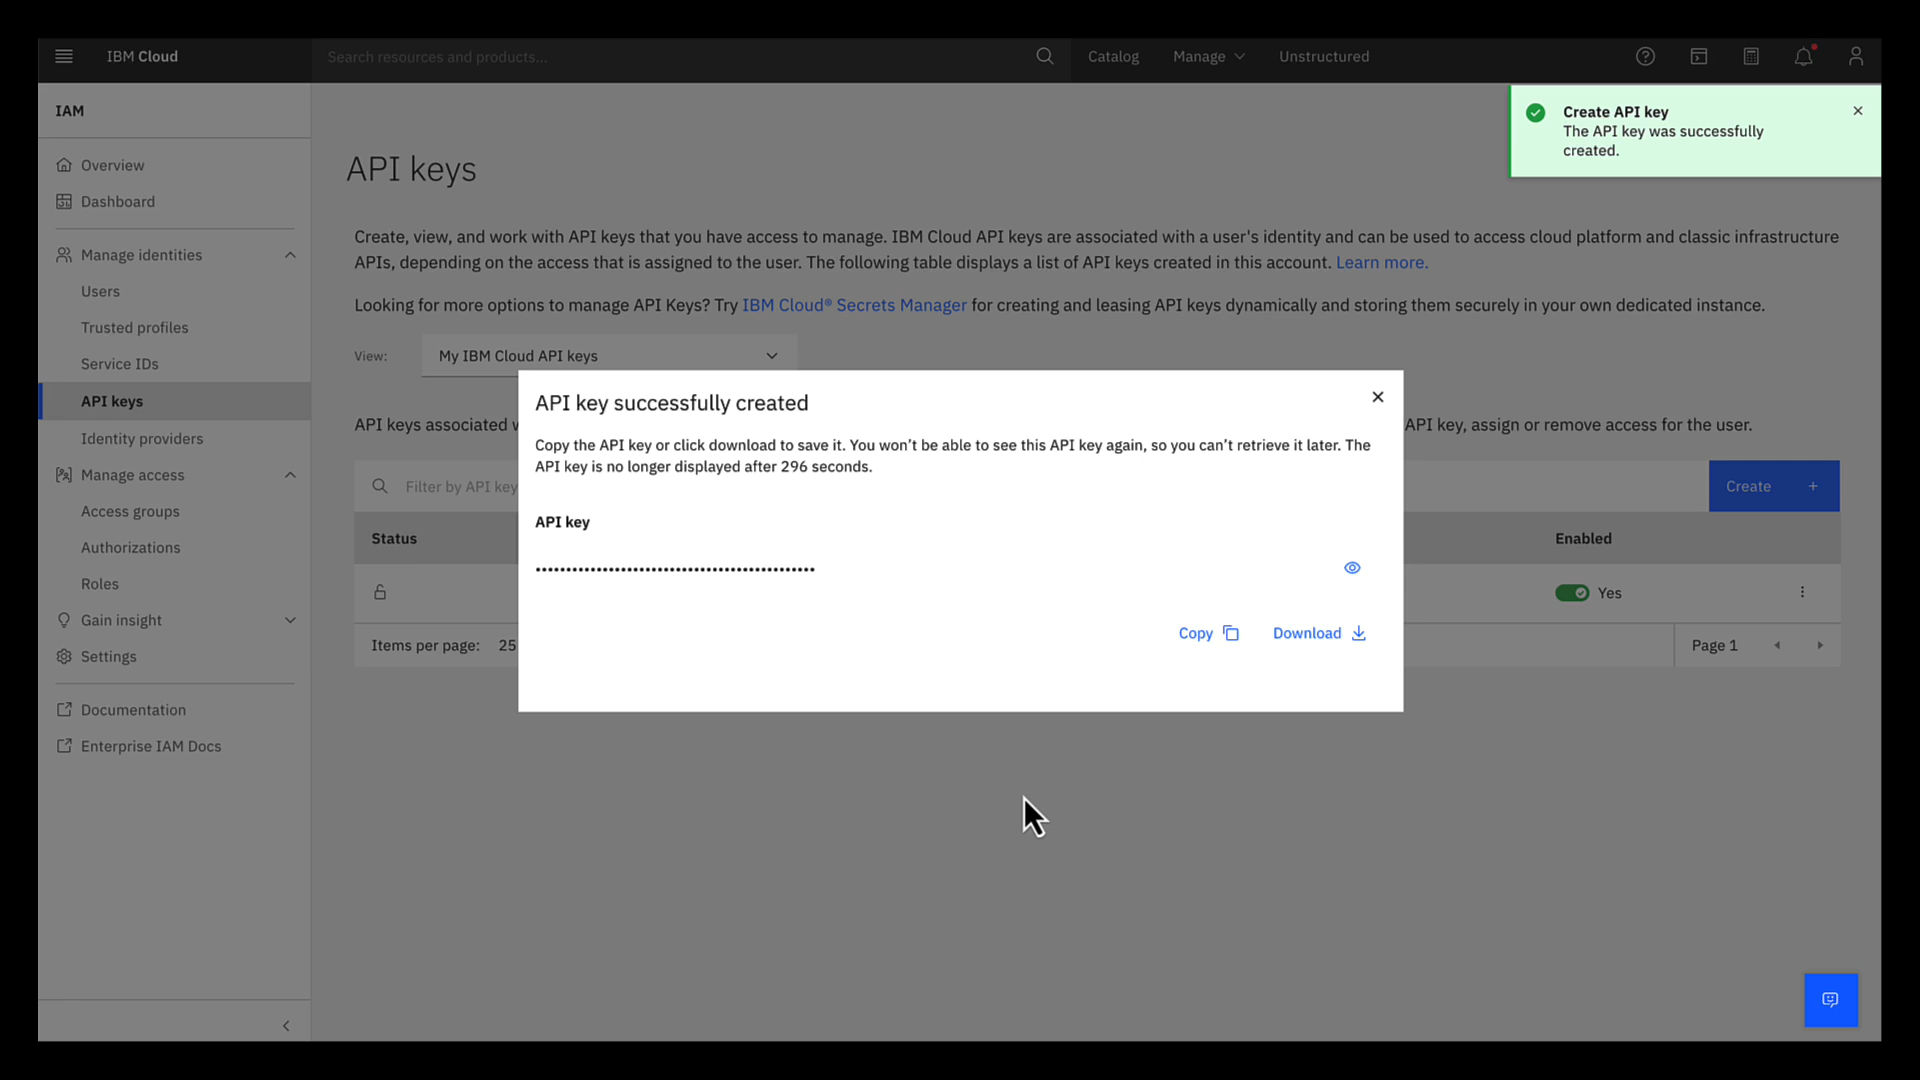 IBM Cloud
Search resources and products...
Catalog
Manage
Unstructured
IAM
Overview
Dashboard
Manage identities
Users
Trusted profiles
Service IDs
API keys
Identity providers
Manage access
Access groups
Authorizations
Roles
Gain insight
Settings
Documentation
Enterprise IAM Docs
Create API key
The API key was successfully
created.
API keys
Create, view, and work with API keys that you have access to manage. IBM Cloud API keys are associated with a user's identity and can be used to access cloud platform and classic infrastructure
APIs, depending on the access that is assigned to the user. The following table displays a list of API keys created in this account. Learn more.
Looking for more options to manage API Keys? Try IBM Cloud® Secrets Manager for creating and leasing API keys dynamically and storing them securely in your own dedicated instance.
View:
My IBM Cloud API keys
API keys associated
API key, assign or remove access for the user.
Filter by API key
Create +
Status
Enabled
Yes
Items per page: 25
Page 1
API key successfully created
Copy the API key or click download to save it. You won't be able to see this API key again, so you can't retrieve it later. The
API key is no longer displayed after 296 seconds.
API key
••••••••••••••••••••••••••••••••••••••••••••
Copy
Download